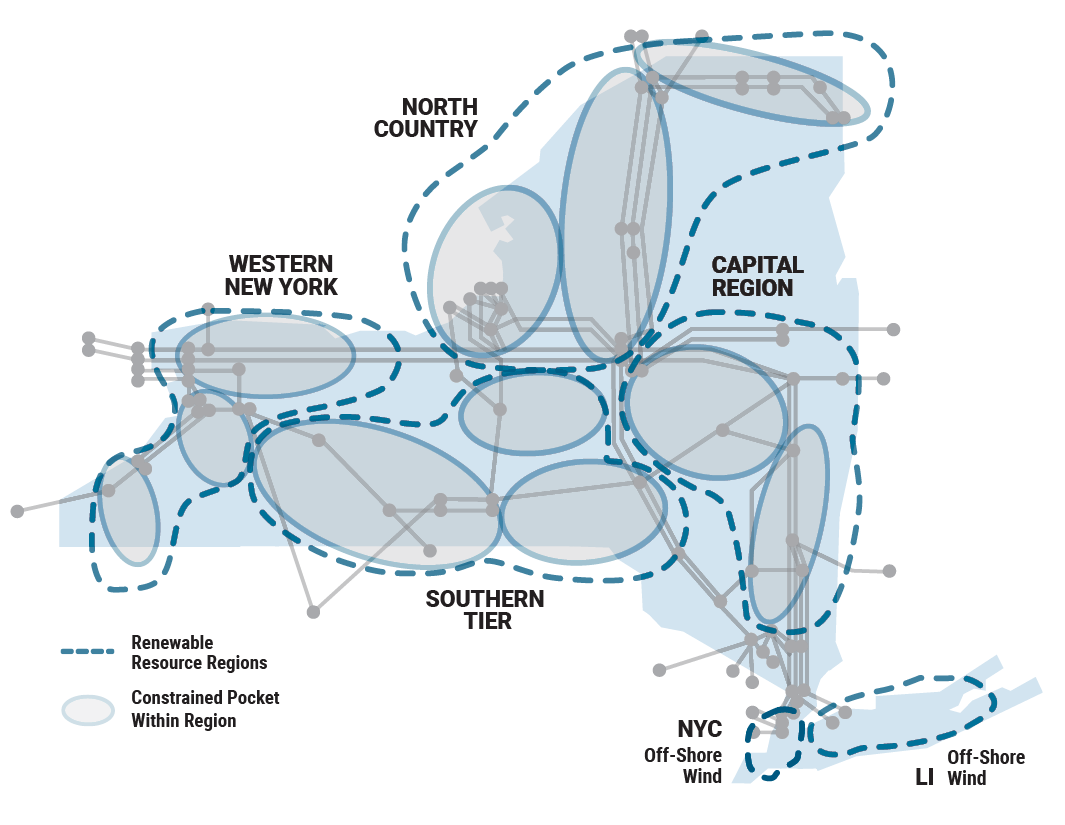 NORTH
COUNTRY
WESTERN
NEW YORK
CAPITAL
REGION
SOUTHERN
TIER
Renewable
Resource Regions
Constrained Pocket
Within Region
NYC
Off-Shore
Wind
LI
Off-Shore
Wind